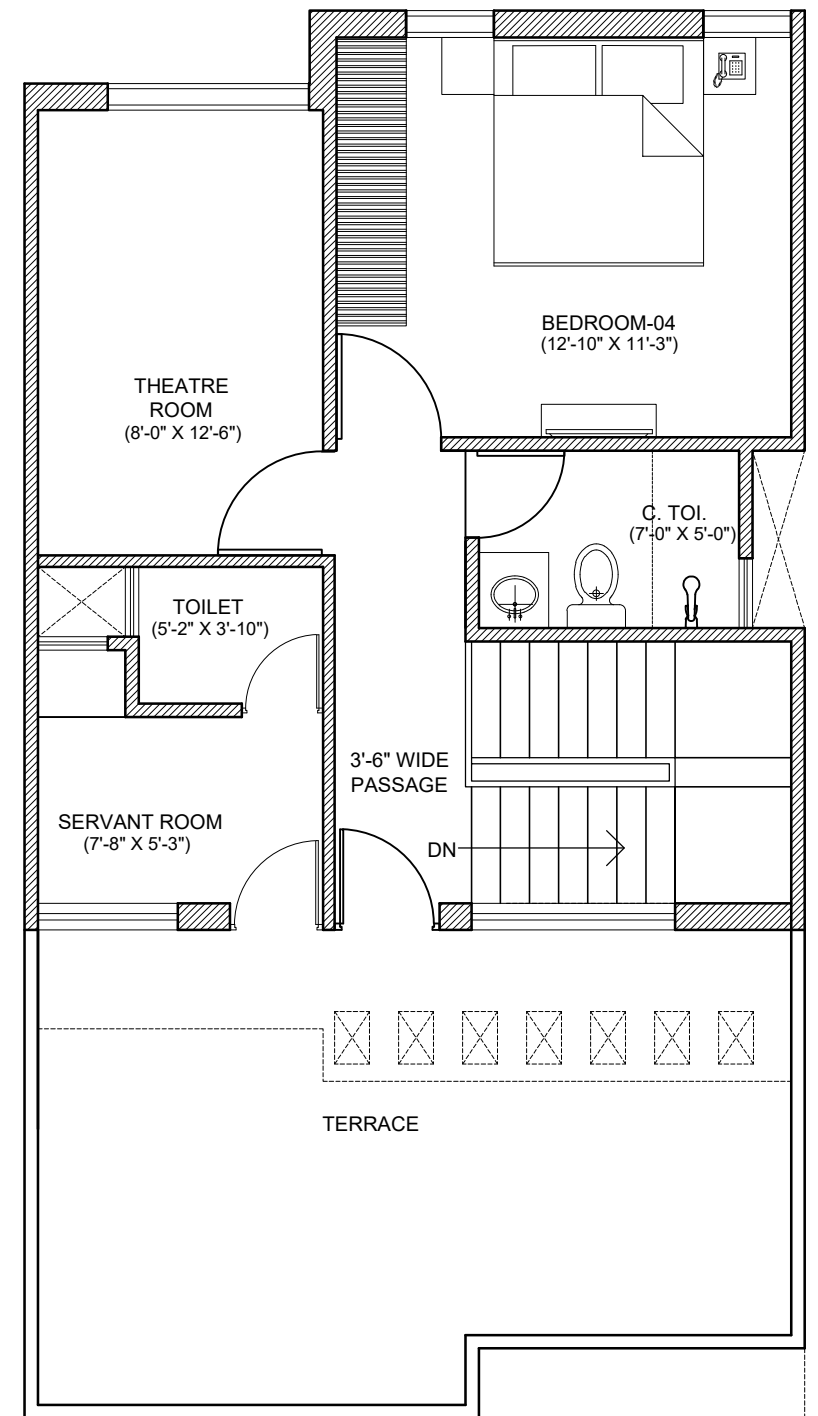 BEDROOM-04
(12'-10" X 11'-3")
THEATRE
ROOM
(8'-0" X 12'-6")
C. TOI.
(7'-0" X 5'-0")
TOILET
(5'-2" X 3'-10")
3'-6" WIDE
PASSAGE
SERVANT ROOM
(7'-8" X 5'-3")
DN
TERRACE